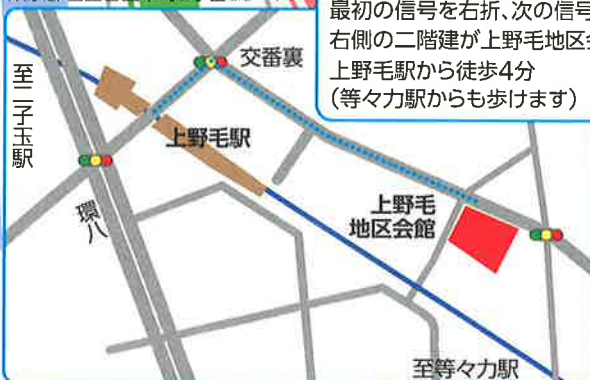 最初の信号を右折、次の信号
右側の二階建が上野毛地区会
上野毛駅から徒歩4分
(等々力駅からも歩けます)
交番裏
至二子玉駅
上野毛駅
環八
上野毛
地区会館
至等々力駅